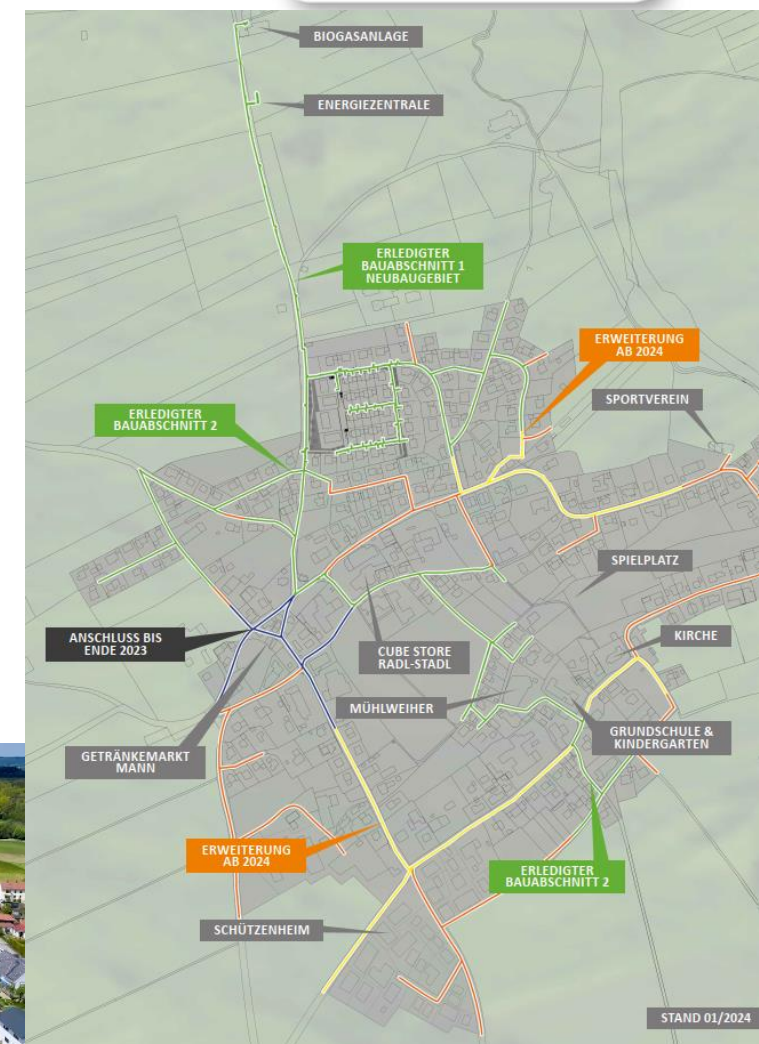 BIOGASANLAGE
ENERGIEZENTRALE
ERLEDIGTER
BAUABSCHNITT 1
NEUBAUGEBIET
ERWEITERUNG
AB 2024
SPORTVEREIN
ERLEDIGTER
BAUABSCHNITT 2
SPIELPLATZ
ANSCHLUSS BIS
ENDE 2023
CUBE STORE
RADL-STADL
KIRCHE
MÜHLWEIHER
GRUNDSCHULE &
KINDERGARTEN
GETRÄNKEMARKT
MANN
ERWEITERUNG
AB 2024
ERLEDIGTER
BAUABSCHNITT 2
SCHÜTZENHEIM
STAND 01/2024